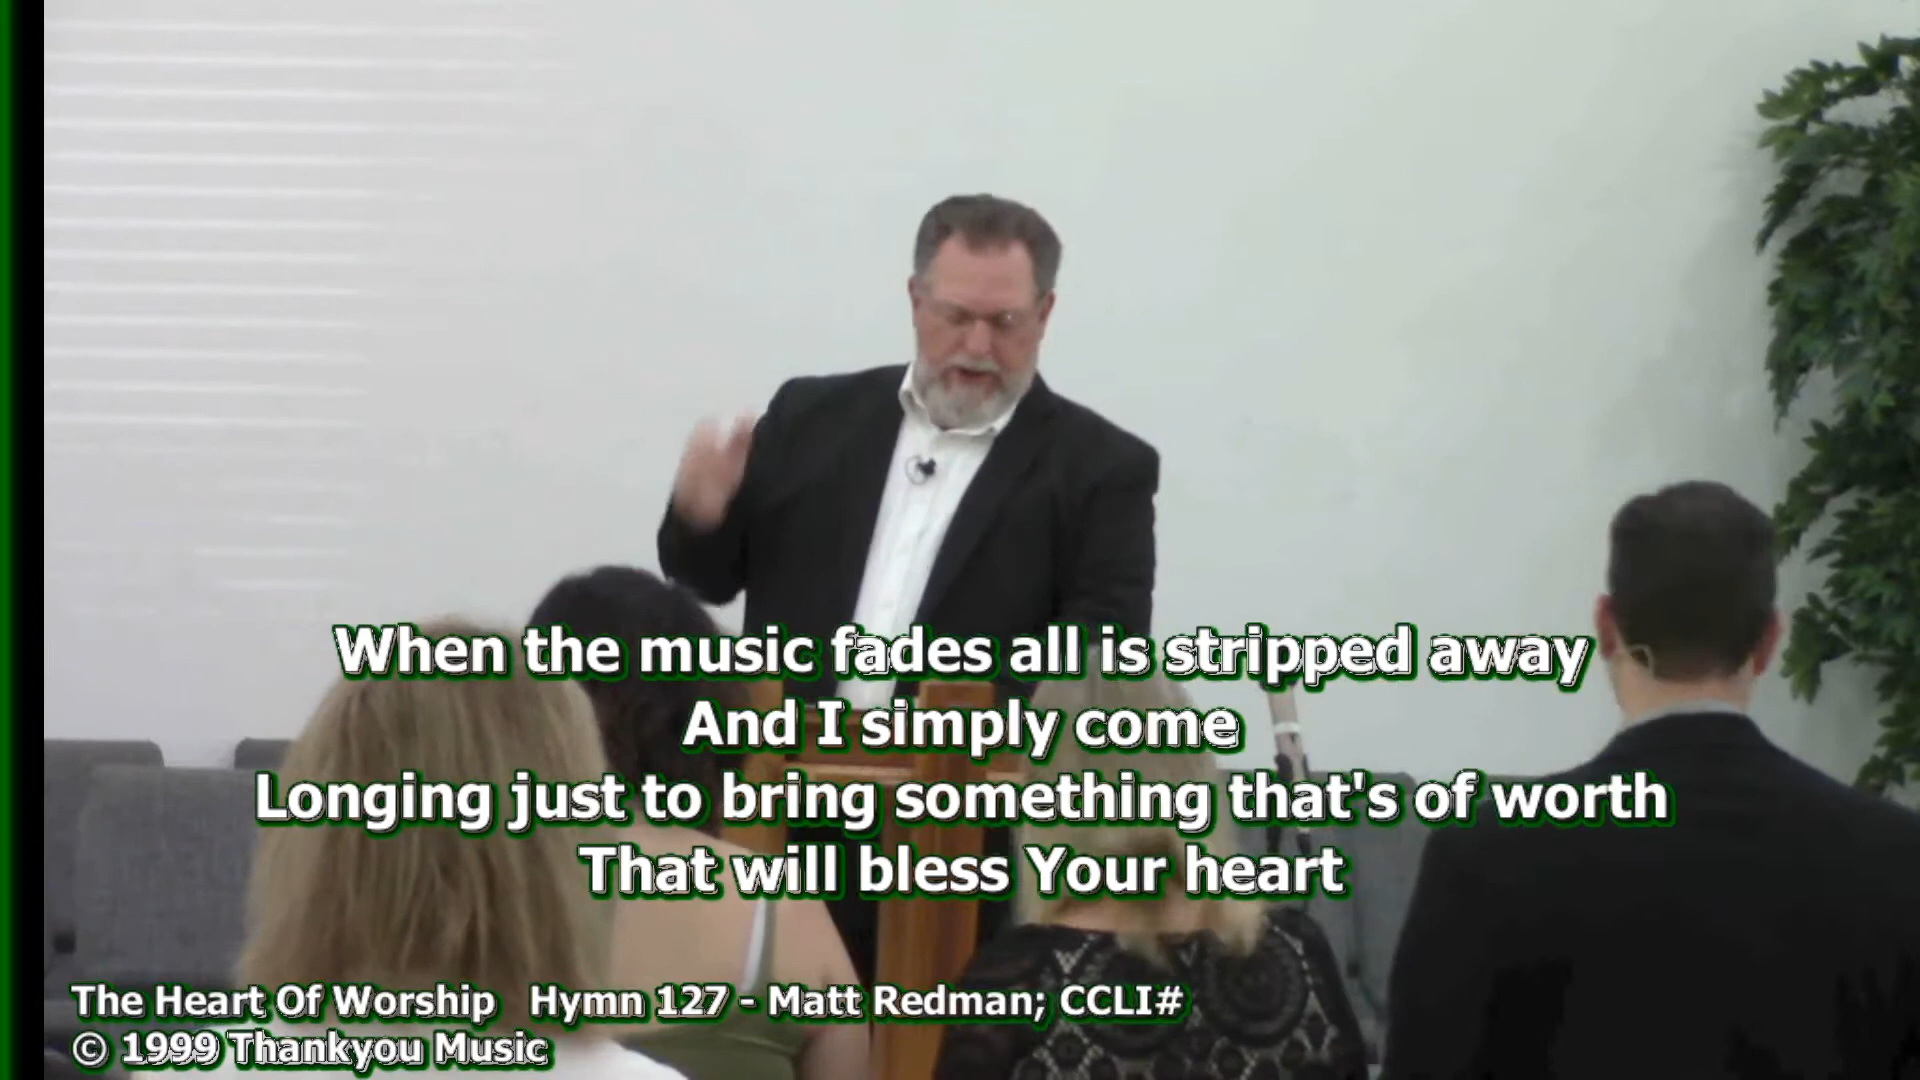 When the music fades all is stripped away
And I simply come
Longing just to bring something that's of worth
That will bless Your heart
The Heart Of Worship   Hymn 127 - Matt Redman; CCLI#
© 1999 Thankyou Music